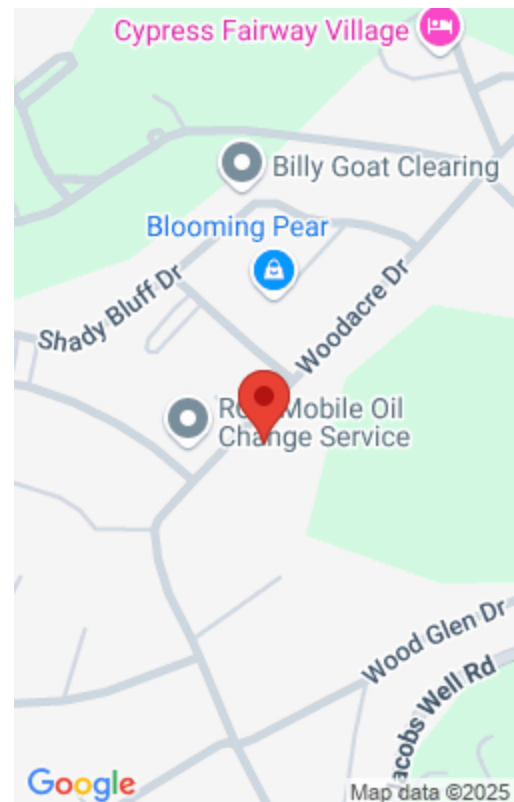 Cypress Fairway Village
Billy Goat Clearing
Blooming Pear
Shady Bluff Dr
Woodacre Dr
Mobile Oil
Change Service
Wood Glen Dr
acobs Well Rd
Google
Map data ©2025